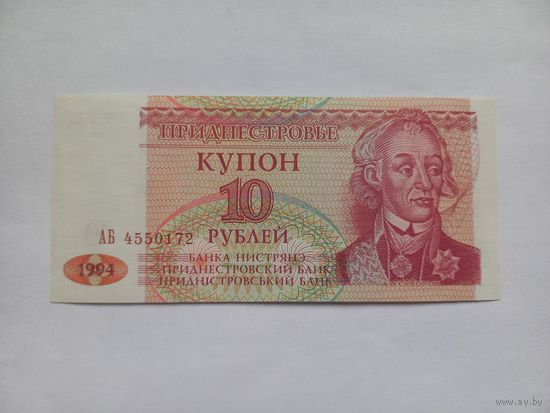 ПРИДНЕСТРОВЬЕ
КУПОН
10
РУБЛЕЙ
АБ 4550172
БАНКА НИСТРЯНЭ
ПРИДНЕСТРОВСКИЙ БАНК
ПРИДНІСТРОВСЬКИЙ БАНК
1994
www.ay.by